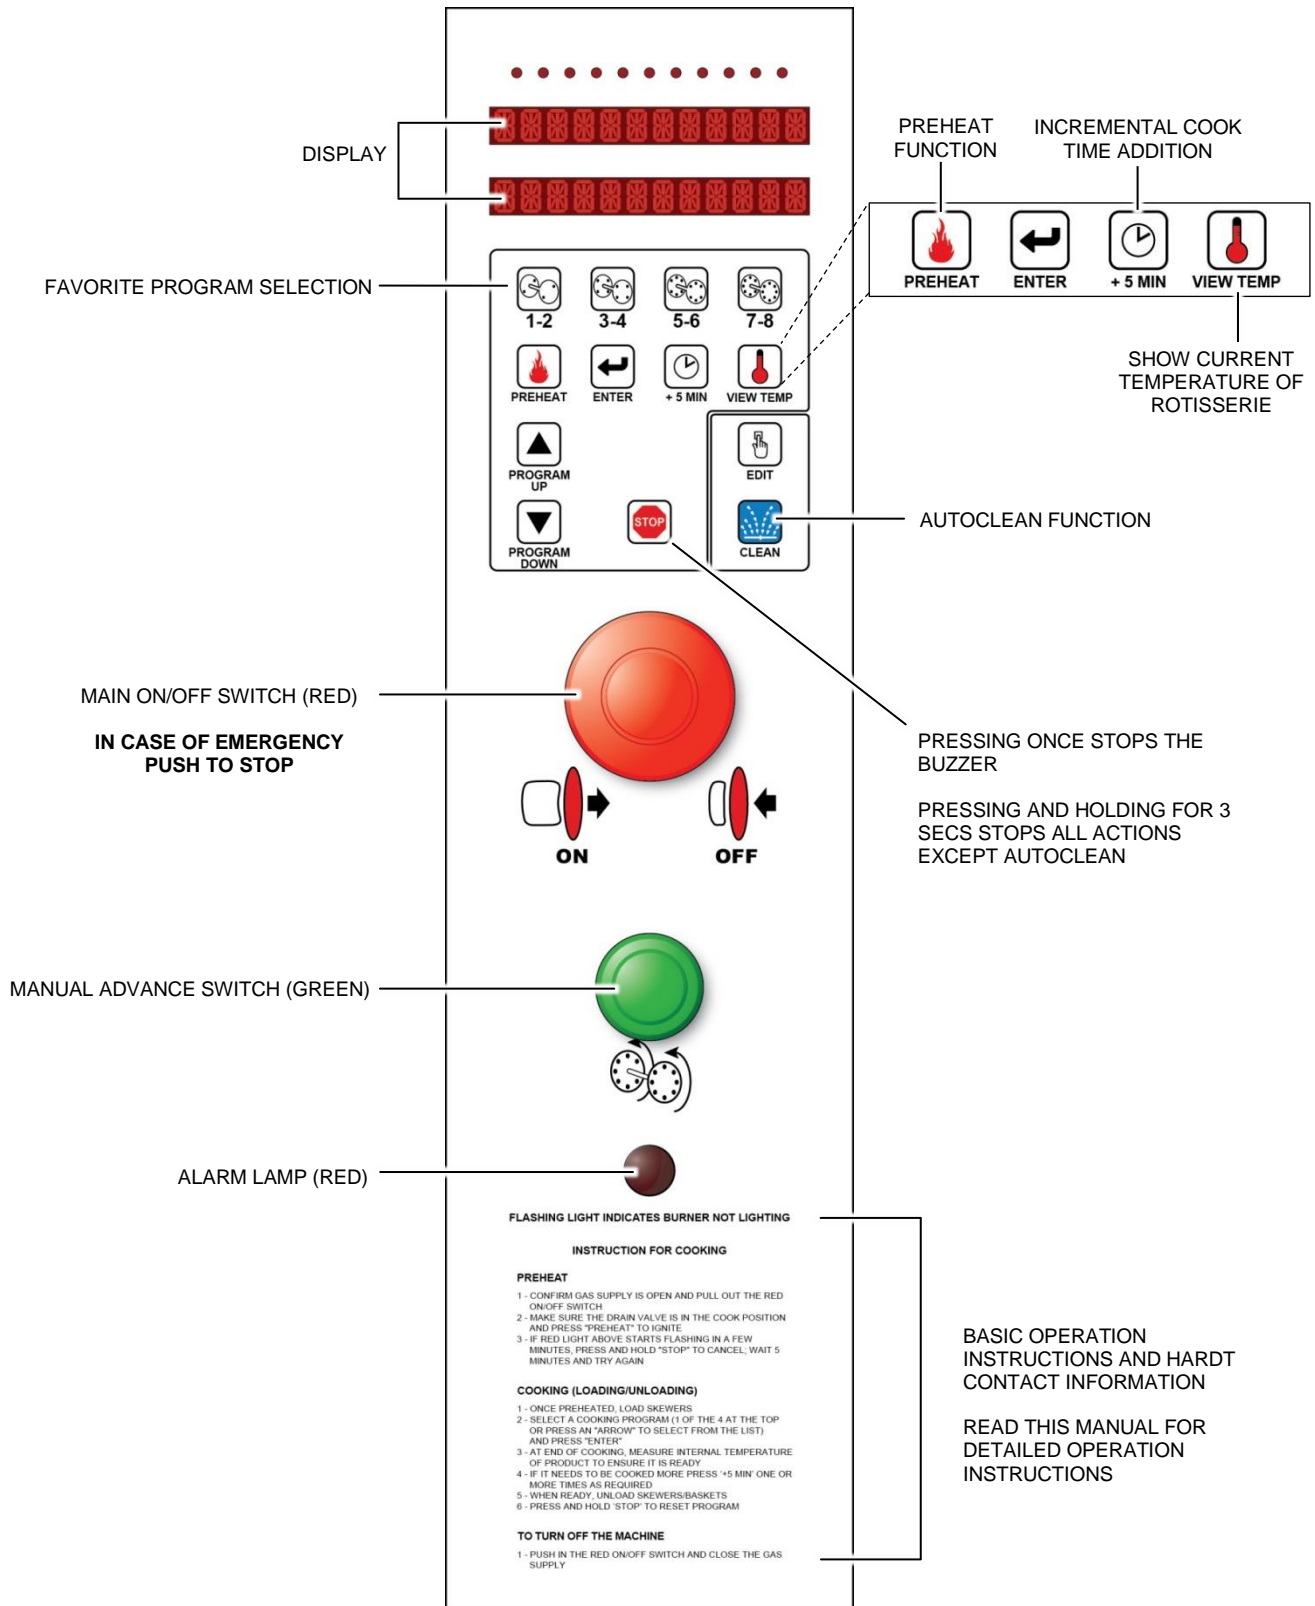 DISPLAY
PREHEAT
FUNCTION
INCREMENTAL COOK
TIME ADDITION
PREHEAT
ENTER
+ 5 MIN
VIEW TEMP
SHOW CURRENT
TEMPERATURE OF
ROTISSERIE
FAVORITE PROGRAM SELECTION
1-2
3-4
5-6
7-8
PREHEAT
ENTER
+ 5 MIN
VIEW TEMP
PROGRAM
UP
EDIT
PROGRAM
DOWN
STOP
CLEAN
AUTOCLEAN FUNCTION
MAIN ON/OFF SWITCH (RED)
IN CASE OF EMERGENCY
PUSH TO STOP
ON
OFF
PRESSING ONCE STOPS THE
BUZZER
PRESSING AND HOLDING FOR 3
SECS STOPS ALL ACTIONS
EXCEPT AUTOCLEAN
MANUAL ADVANCE SWITCH (GREEN)
ALARM LAMP (RED)
FLASHING LIGHT INDICATES BURNER NOT LIGHTING
INSTRUCTION FOR COOKING
PREHEAT
1 - CONFIRM GAS SUPPLY IS OPEN AND PULL OUT THE RED
ON/OFF SWITCH
2 - MAKE SURE THE DRAIN VALVE IS IN THE COOK POSITION
AND PRESS "PREHEAT" TO IGNITE
3 - IF RED LIGHT ABOVE STARTS FLASHING IN A FEW
MINUTES, PRESS AND HOLD "STOP" TO CANCEL; WAIT 5
MINUTES AND TRY AGAIN
COOKING (LOADING/UNLOADING)
1 - ONCE PREHEATED, LOAD SKEWERS
2 - SELECT A COOKING PROGRAM (1 OF THE 4 AT THE TOP
OR PRESS AN "ARROW" TO SELECT FROM THE LIST)
AND PRESS "ENTER"
3 - AT END OF COOKING, MEASURE INTERNAL TEMPERATURE
OF PRODUCT TO ENSURE IT IS READY
4 - IF IT NEEDS TO BE COOKED MORE PRESS '+5 MIN' ONE OR
MORE TIMES AS REQUIRED
5 - WHEN READY, UNLOAD SKEWERS/BASKETS
6 - PRESS AND HOLD 'STOP' TO RESET PROGRAM
TO TURN OFF THE MACHINE
1 - PUSH IN THE RED ON/OFF SWITCH AND CLOSE THE GAS
SUPPLY
BASIC OPERATION
INSTRUCTIONS AND HARDT
CONTACT INFORMATION
READ THIS MANUAL FOR
DETAILED OPERATION
INSTRUCTIONS